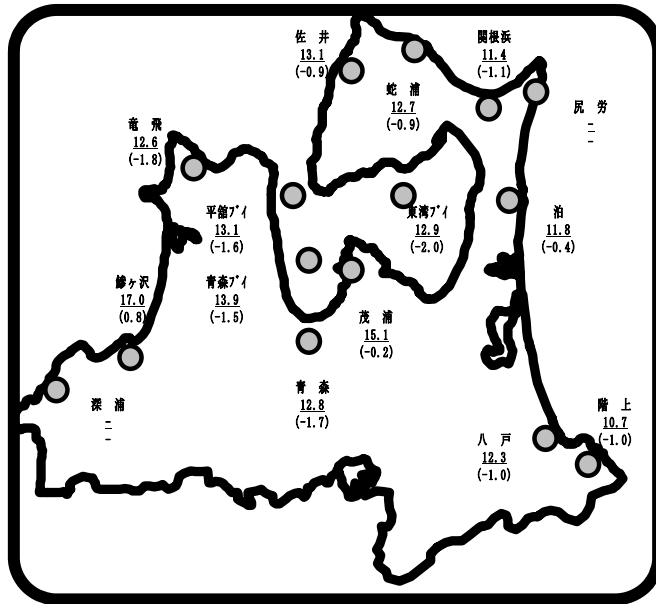 佐 井
13.1
(-0.9)
関根浜
11.4
(-1.1)
蛇 浦
12.7
(-0.9)
尻 労
-
-
竜 飛
12.6
(-1.8)
平舘ﾌﾞｲ
13.1
(-1.6)
東湾ﾌﾞｲ
12.9
(-2.0)
泊
11.8
(-0.4)
鰺ヶ沢
17.0
(0.8)
青森ﾌﾞｲ
13.9
(-1.5)
茂 浦
15.1
(-0.2)
深 浦
-
-
青 森
12.8
(-1.7)
八 戸
12.3
(-1.0)
階 上
10.7
(-1.0)